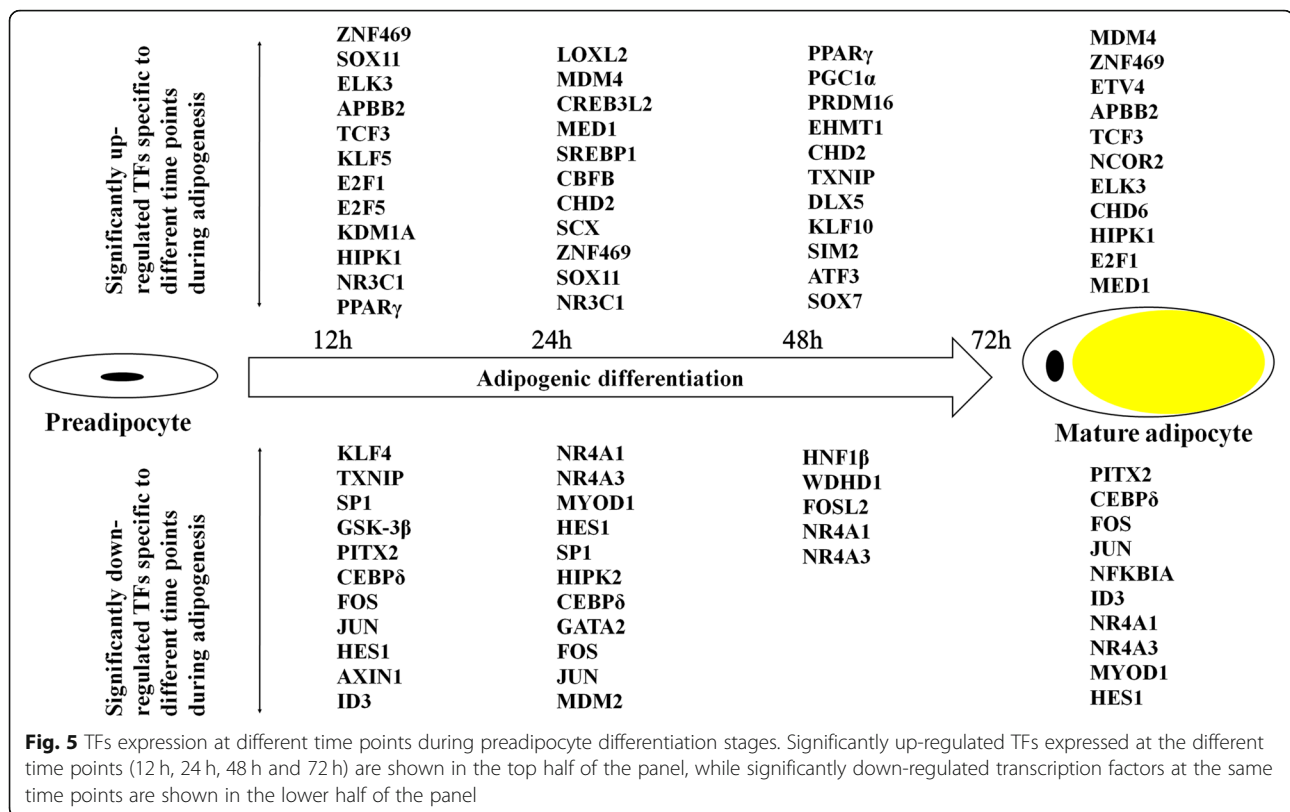 Significantly up-
regulated TFs specific to
different time points
during adipogenesis
ZNF469
SOX11
ELK3
APBB2
TCF3
KLF5
E2F1
E2F5
KDM1A
HIPK1
NR3C1
PPARγ
LOXL2
MDM4
CREB3L2
MED1
SREBP1
CBFB
CHD2
SCX
ZNF469
SOX11
NR3C1
PPARγ
PGC1α
PRDM16
EHMT1
CHD2
TXNIP
DLX5
KLF10
SIM2
ATF3
SOX7
MDM4
ZNF469
ETV4
APBB2
TCF3
NCOR2
ELK3
CHD6
HIPK1
E2F1
MED1
12h 24h 48h 72h
Adipogenic differentiation
Preadipocyte
Mature adipocyte
Significantly down-
regulated TFs specific to
different time points
during adipogenesis
KLF4
TXNIP
SP1
GSK-3β
PITX2
CEBPδ
FOS
JUN
HES1
AXIN1
ID3
NR4A1
NR4A3
MYOD1
HES1
SP1
HIPK2
CEBPδ
GATA2
FOS
JUN
MDM2
HNF1β
WDHD1
FOSL2
NR4A1
NR4A3
PITX2
CEBPδ
FOS
JUN
NFKBIA
ID3
NR4A1
NR4A3
MYOD1
HES1
Fig. 5 TFs expression at different time points during preadipocyte differentiation stages. Significantly up-regulated TFs expressed at the different
time points (12 h, 24 h, 48 h and 72 h) are shown in the top half of the panel, while significantly down-regulated transcription factors at the same
time points are shown in the lower half of the panel